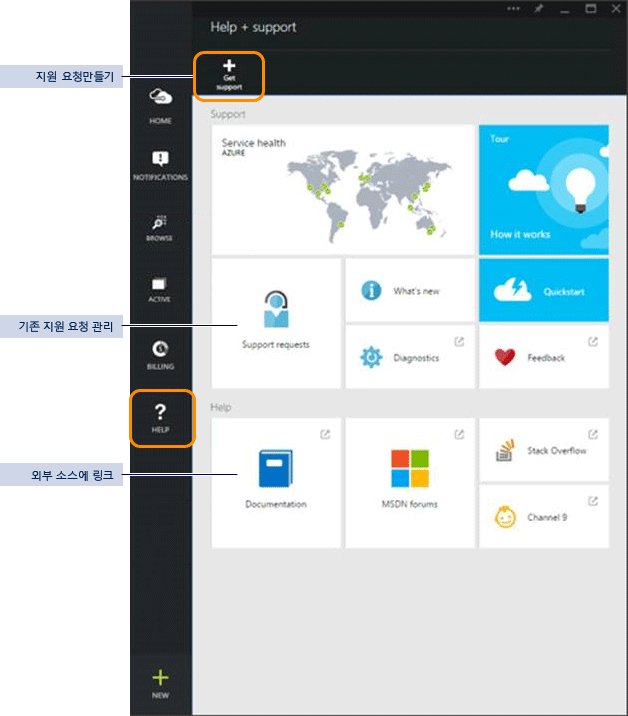 Help + support
지원 요청만들기
Get
support
HOME
NOTIFICATIONS
BROWSE
ACTIVE
기존 지원 요청 관리
BILLING
HELP
외부 소스에 링크
NEW
Support
Service health
AZURE
Tour
How it works
Support requests
What's new
Quickstart
Diagnostics
Feedback
Help
Documentation
MSDN forums
Stack Overflow
Channel 9